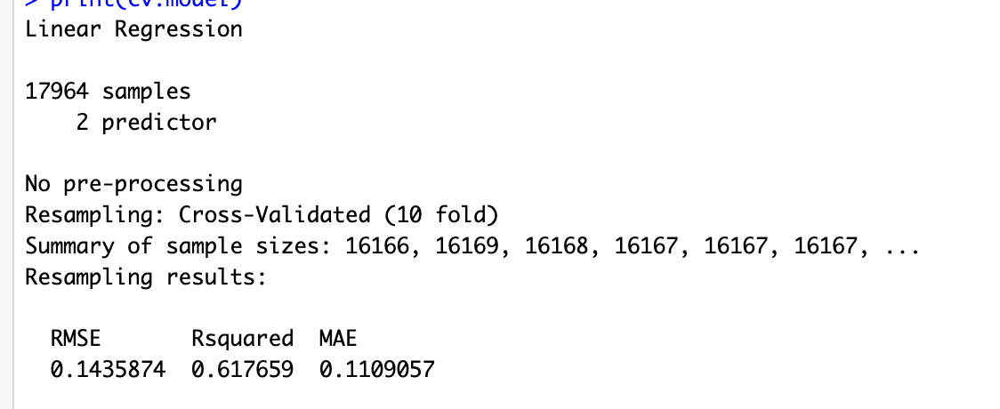 > print(cv.model)
Linear Regression
17964 samples
2 predictor
No pre-processing
Resampling: Cross-Validated (10 fold)
Summary of sample sizes: 16166, 16169, 16168, 16167, 16167, 16167, ...
Resampling results:
RMSE Rsquared MAE
0.1435874 0.617659 0.1109057